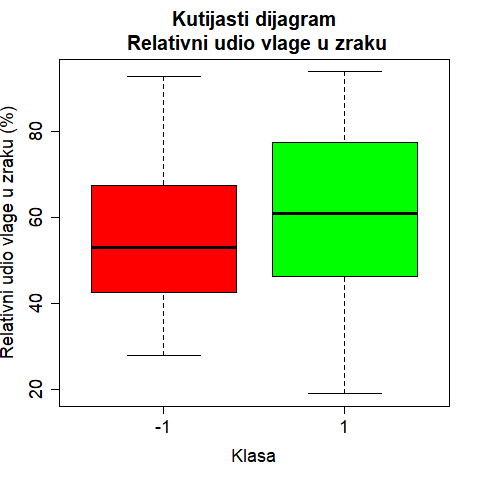 Kutijasti dijagram
Relativni udio vlage u zraku
Relativni udio vlage u zraku (%)
80
60
40
20
-1
1
Klasa